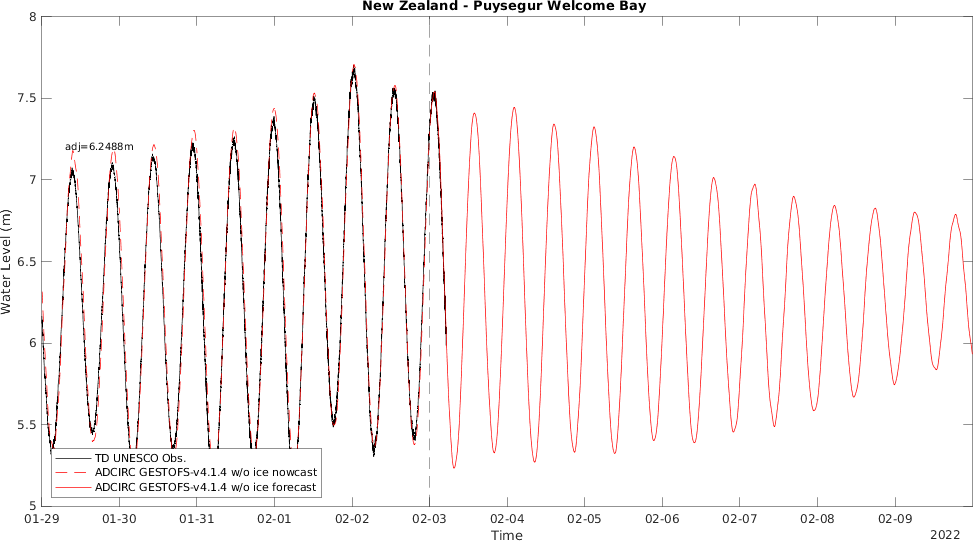 New Zealand - Puysegur Welcome Bay
8
7.5
7
6.5
6
5.5
5
Water Level (m)
adj=6.2488m
TD UNESCO Obs.
ADCIRC GESTOFS-v4.1.4 w/o ice nowcast
ADCIRC GESTOFS-v4.1.4 w/o ice forecast
01-29 01-30 01-31 02-01 02-02 02-03 02-04 02-05 02-06 02-07 02-08 02-09
Time
2022